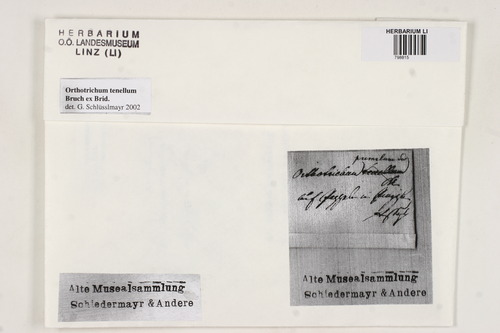 HERBARIUM
O.Ö. LANDESMUSEUM
LINZ (LI)
HERBARIUM LI
Orthotrichum tenellum
Bruch ex Brid.
det. G. Schlüsslmayr 2002
Orthotrichum tenellum
auf
Alte Musealsammlung
Schiedermayr & Andere
Alte Musealsammlung
Schiedermayr & Andere